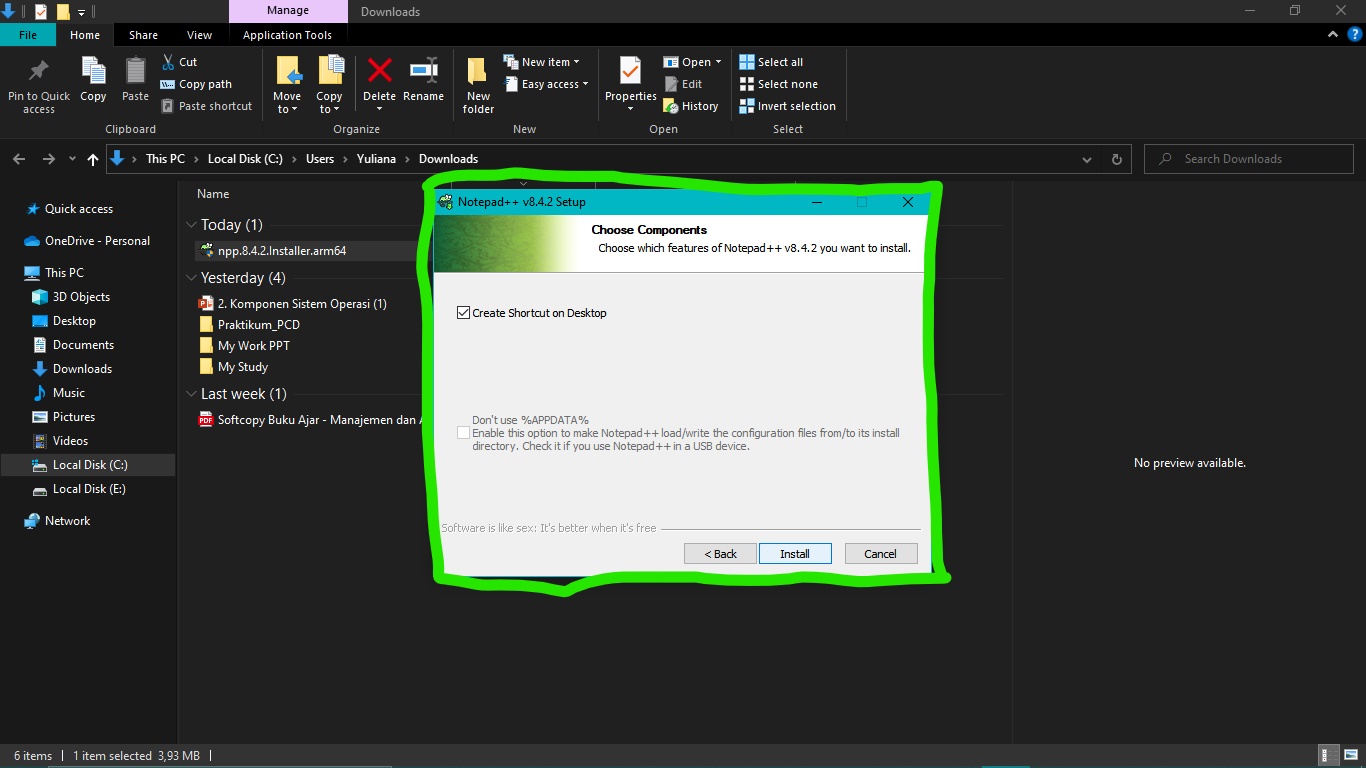 Manage
Downloads
File
Home
Share
View
Application Tools
Pin to Quick
access
Copy
Paste
Cut
Copy path
Paste shortcut
Clipboard
Move
to
Copy
to
Delete
Rename
Organize
New
folder
New item
Easy access
New
Properties
Open
Edit
History
Open
Select all
Select none
Invert selection
Select
This PC
Local Disk (C:)
Users
Yuliana
Downloads
Search Downloads
Quick access
OneDrive - Personal
This PC
3D Objects
Desktop
Documents
Downloads
Music
Pictures
Videos
Local Disk (C:)
Local Disk (E:)
Network
Name
Today (1)
npp.8.4.2.Installer.arm64
Yesterday (4)
2. Komponen Sistem Operasi (1)
Praktikum_PCD
My Work PPT
My Study
Last week (1)
PDF
Softcopy Buku Ajar - Manajemen dan
Notepad++ v8.4.2 Setup
Choose Components
Choose which features of Notepad++ v8.4.2 you want to install.
Create Shortcut on Desktop
Don't use %APPDATA%
Enable this option to make Notepad++ load/write the configuration files from/to its install
directory. Check it if you use Notepad++ in a USB device.
Software is like sex: It's better when it's free
< Back
Install
Cancel
No preview available.
6 items
1 item selected 3,93 MB